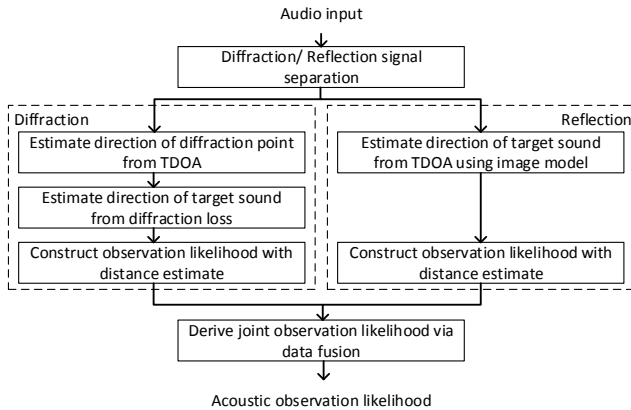 Audio input
Diffraction/ Reflection signal
separation
Diffraction
Reflection
Estimate direction of diffraction point
from TDOA
Estimate direction of target sound
from diffraction loss
Construct observation likelihood with
distance estimate
Estimate direction of target sound
from TDOA using image model
Construct observation likelihood with
distance estimate
Derive joint observation likelihood via
data fusion
Acoustic observation likelihood